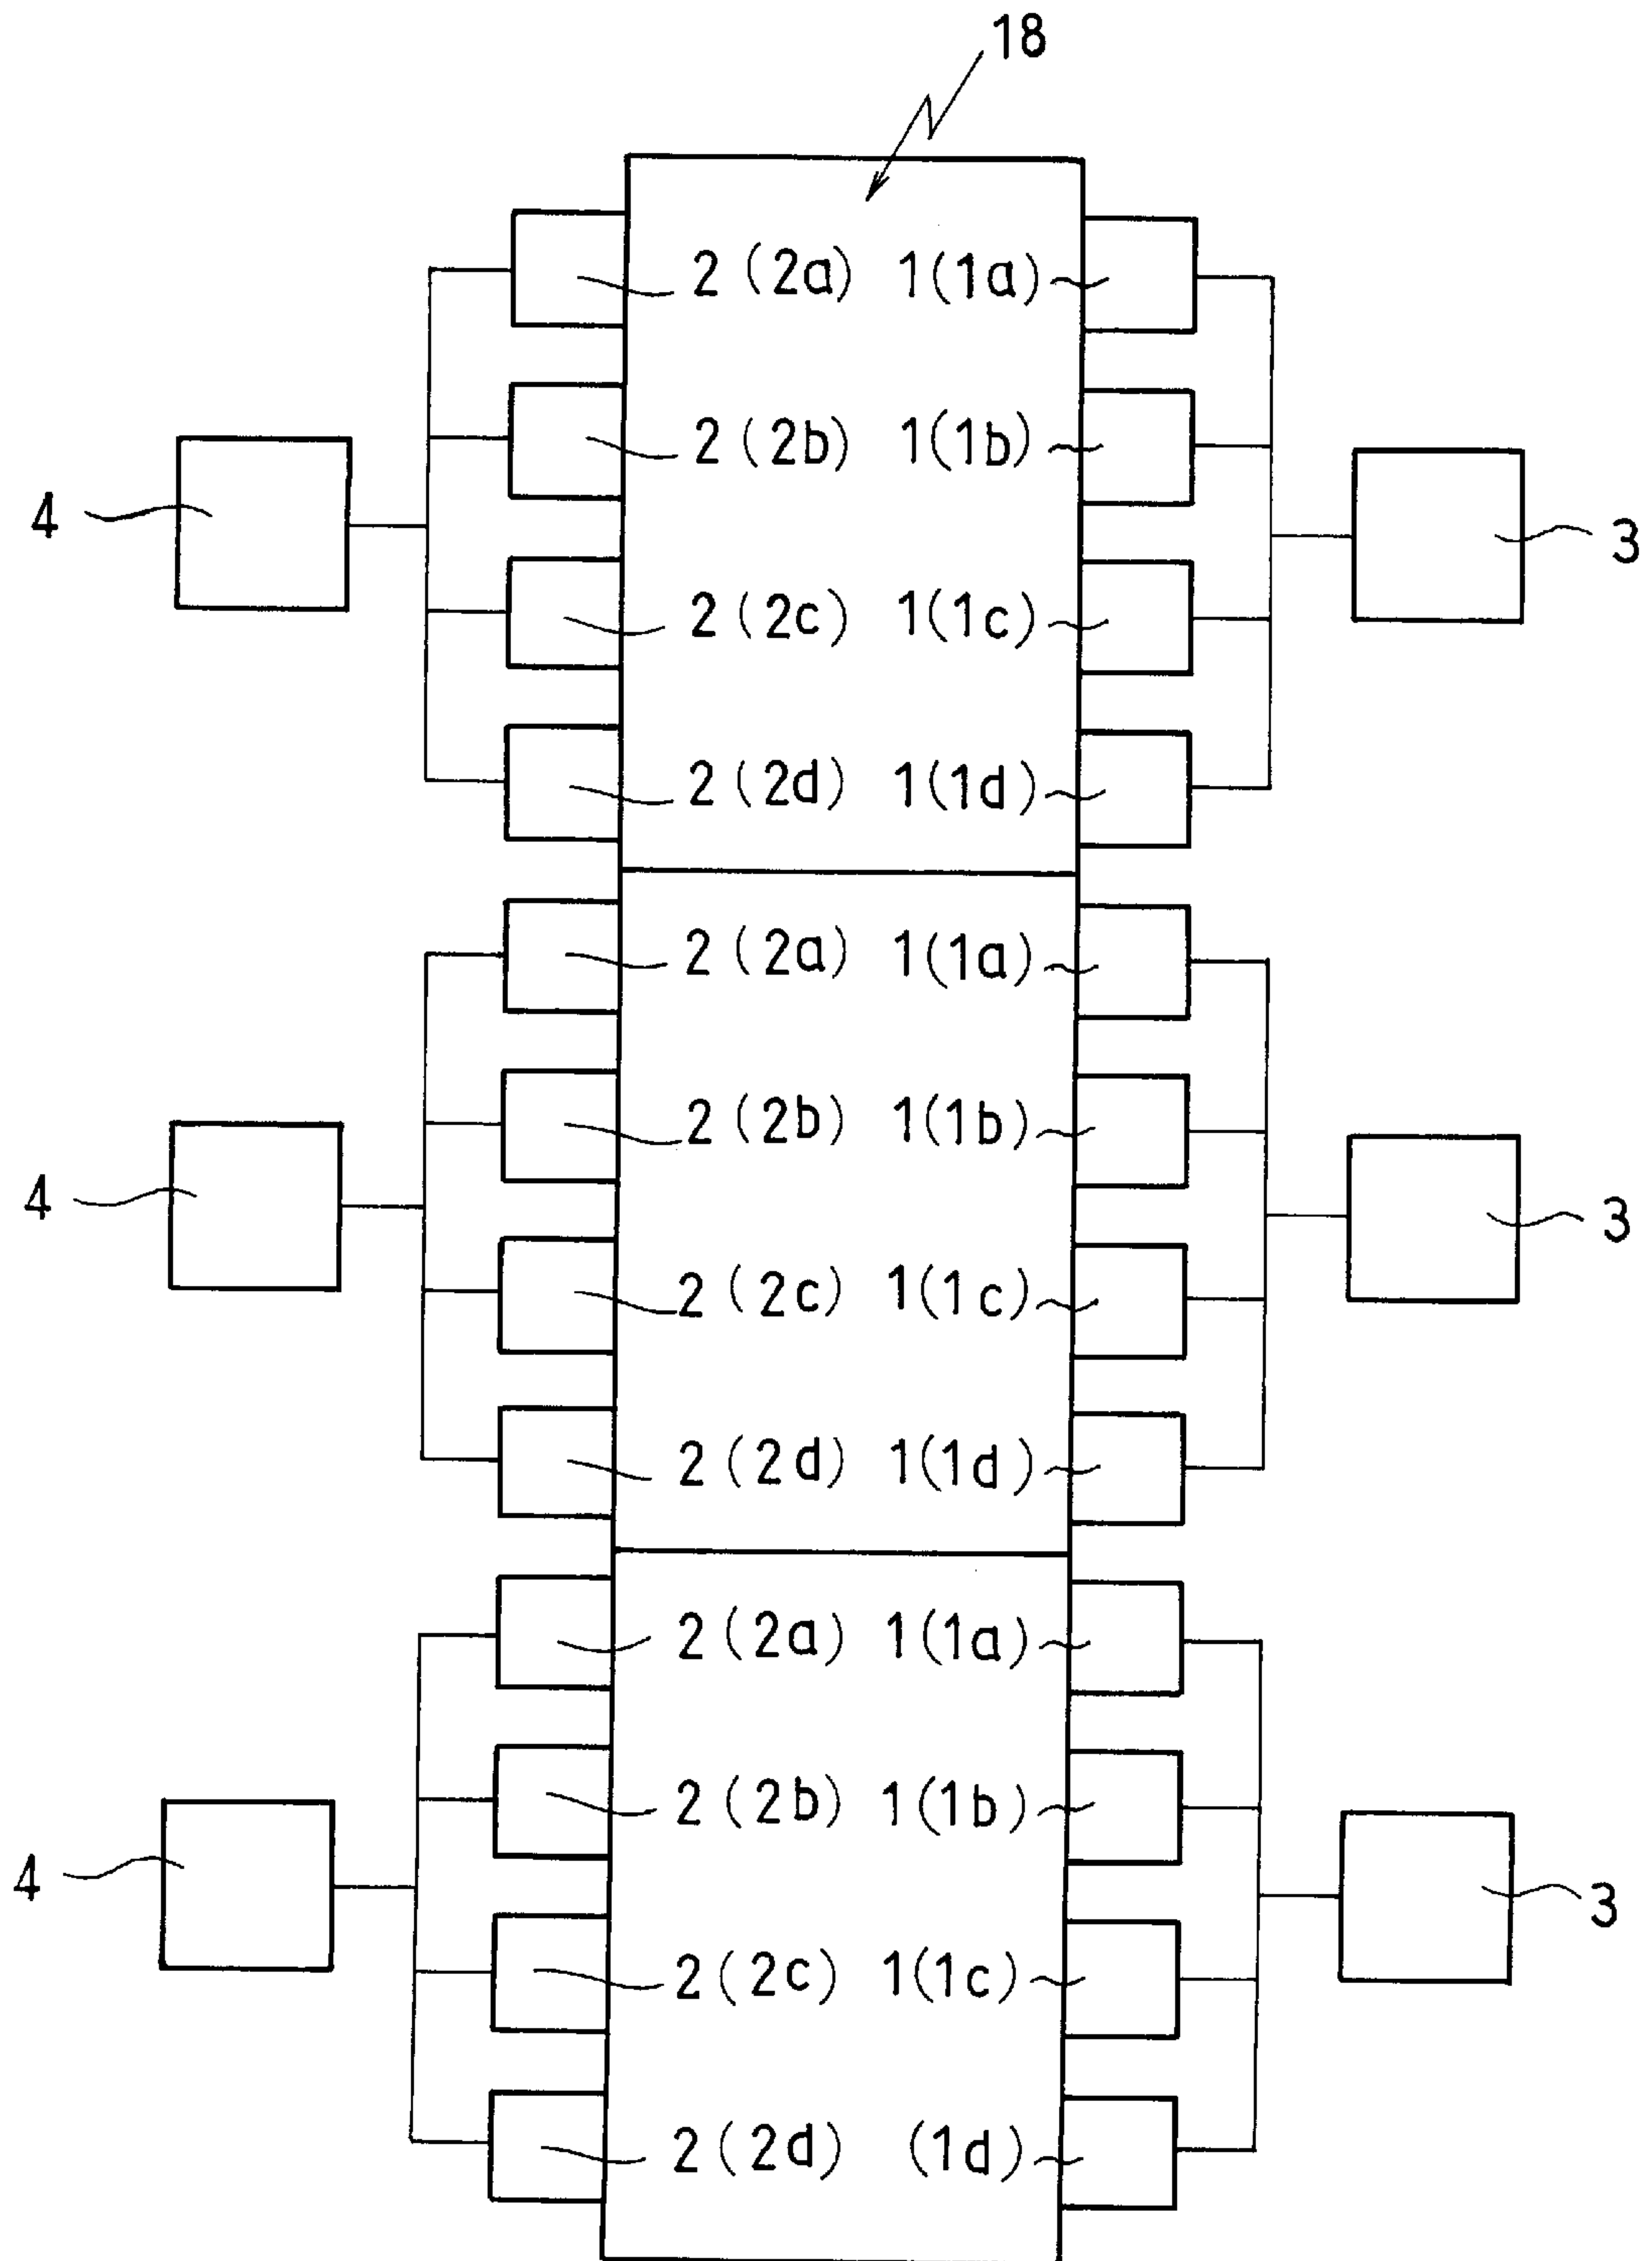 18
2 (2a) 1(1a)
2 (2b) 1(1b)
4 3
2 (2c) 1(1c)
2 (2d) 1(1d)
2 (2a) 1(1a)
2 (2b) 1(1b)
4 3
2 (2c) 1(1c)
2 (2d) 1(1d)
2 (2a) 1(1a)
2 (2b) 1(1b)
4 3
2 (2c) 1(1c)
2 (2d) (1d)